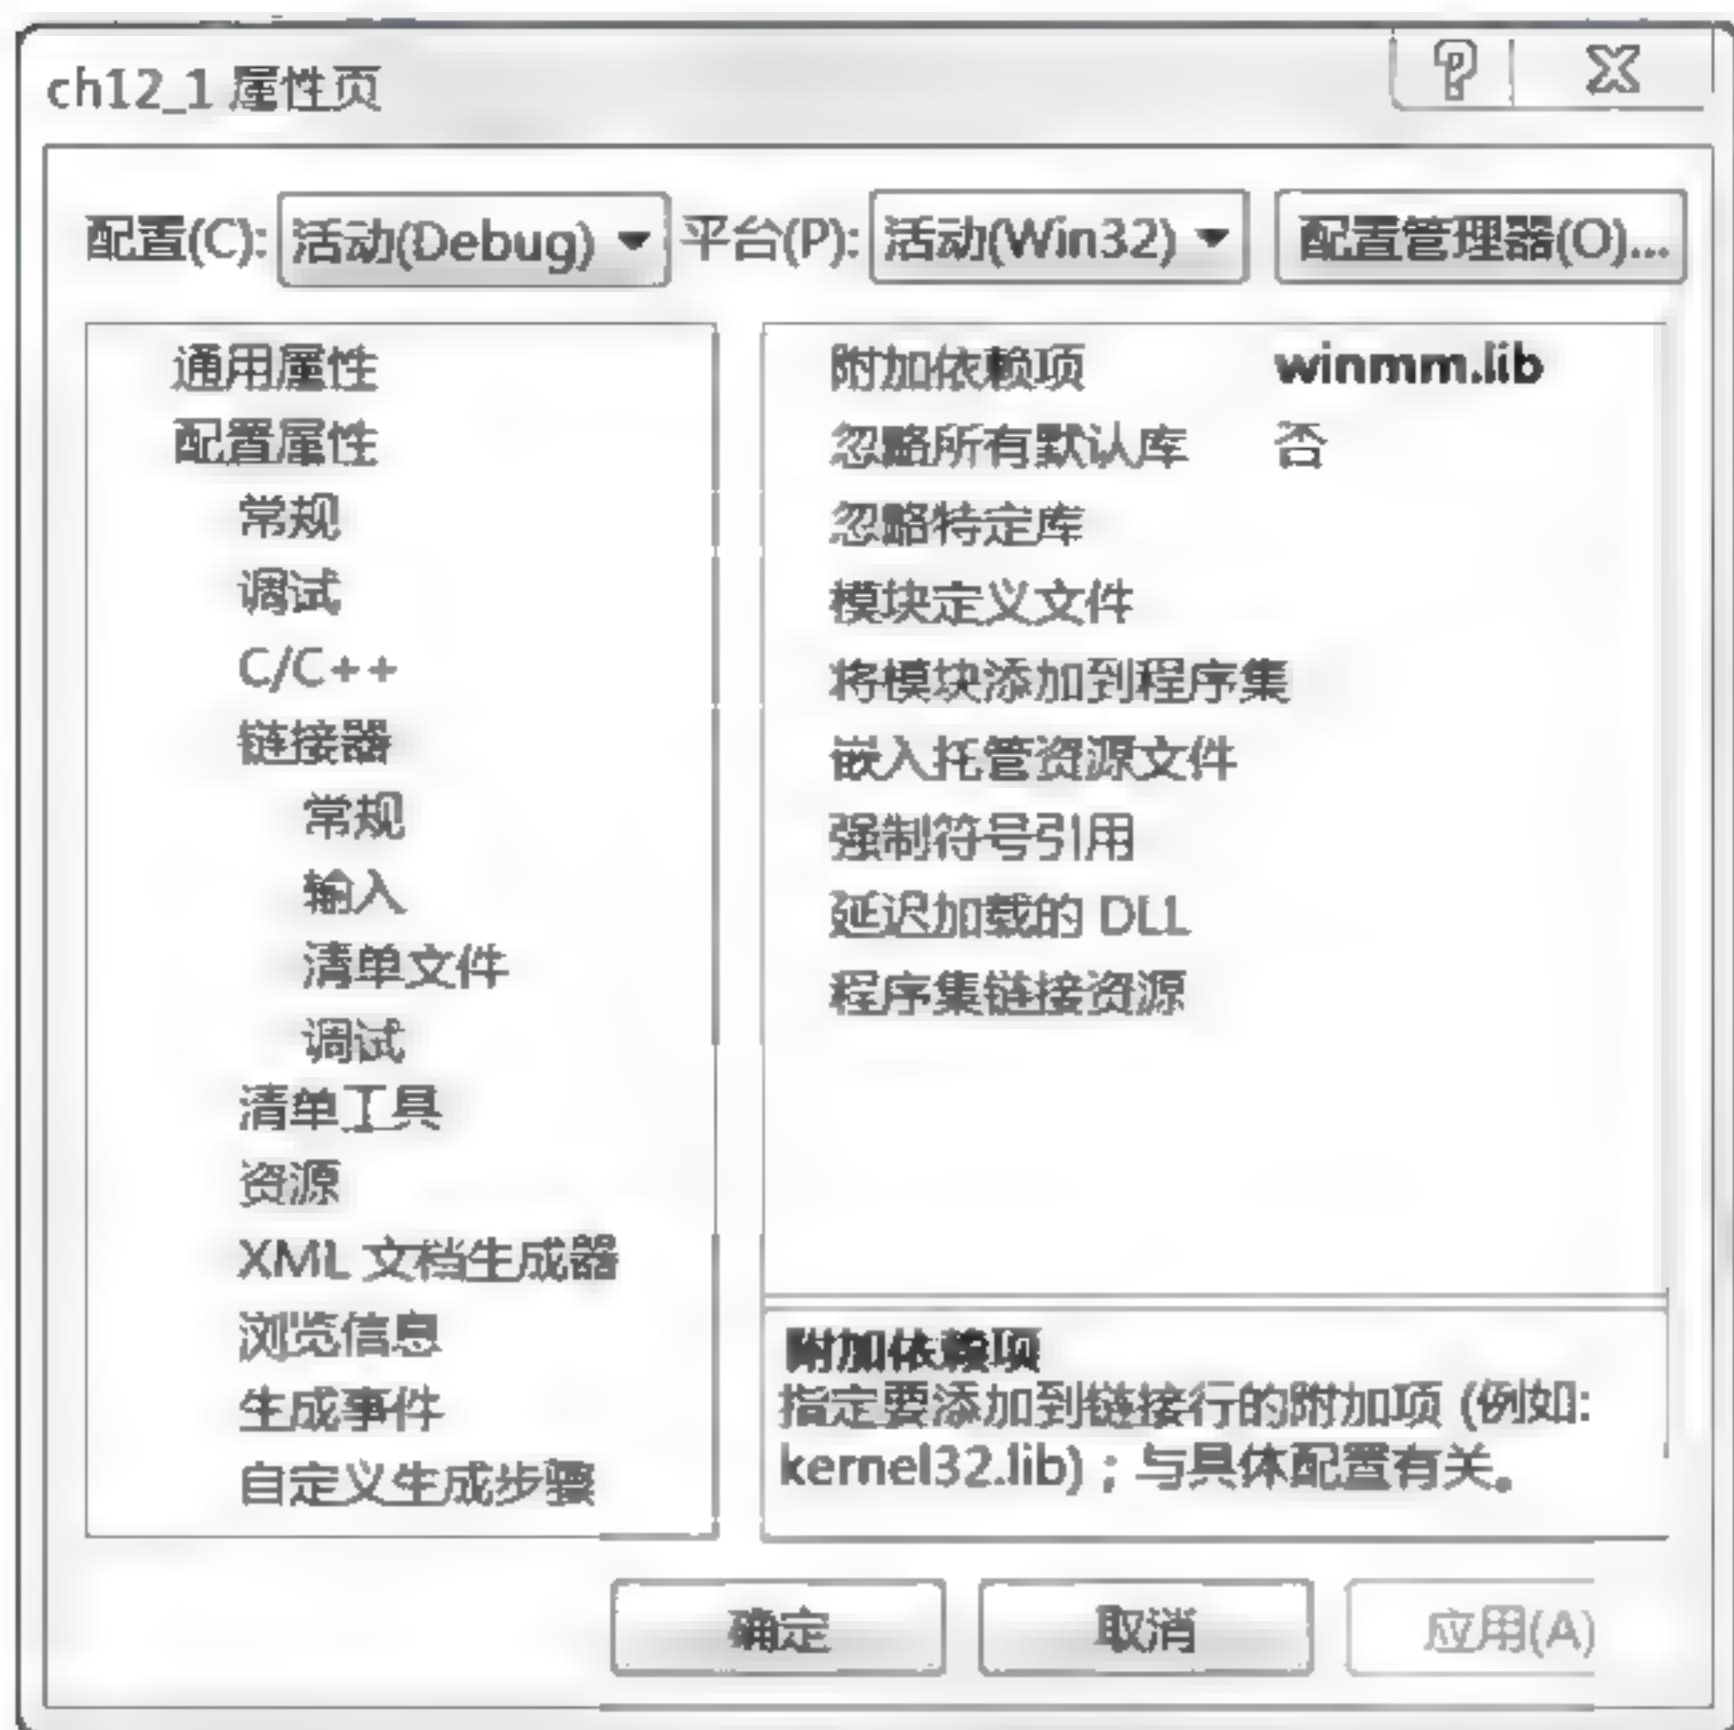 ch12_1 属性页
配置(C): 活动(Debug) 平台(P): 活动(Win32) 配置管理器(O)...
通用属性
配置属性
常规
调试
C/C++
链接器
常规
输入
清单文件
调试
清单工具
资源
XML 文档生成器
浏览信息
生成事件
自定义生成步骤
附加依赖项 winmm.lib
忽略所有默认库 否
忽略特定库
模块定义文件
将模块添加到程序集
嵌入托管资源文件
强制符号引用
延迟加载的 DLL
程序集链接资源
附加依赖项
指定要添加到链接行的附加项 (例如:
kernel32.lib)；与具体配置有关。
确定 取消 应用(A)